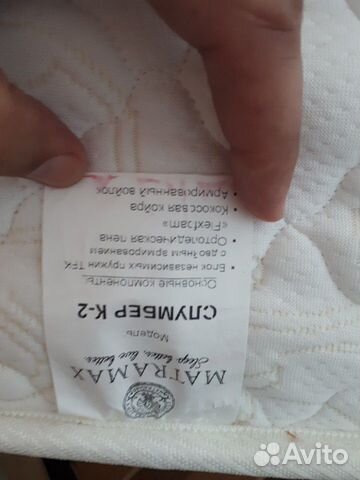 MATRAMAX
Sleep better, live better
Модель:
СЛУМБЕР К-2
Основные компоненты:
• Блок независимых пружин TFK
с двойным армированием
• Ортопедическая пена
«Flexfoam»
• Кокосовая койра
• Армированный войлок
Avito